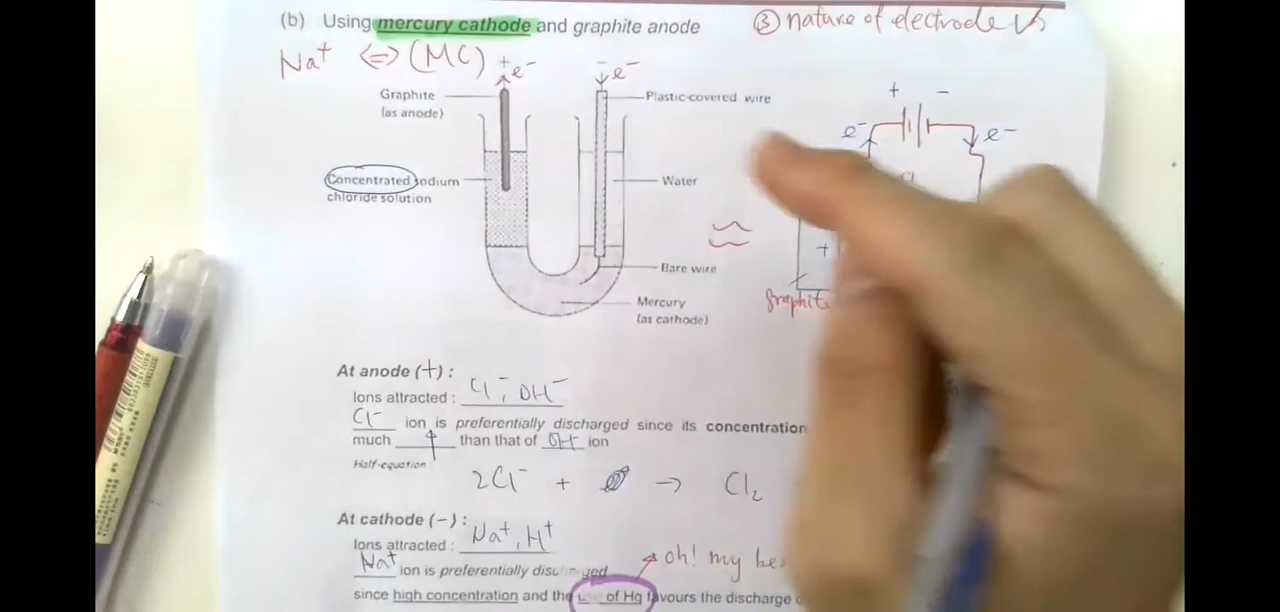 (b) Using mercury cathode and graphite anode
③ nature of electrode
Na⁺ ⇔ (MC)
+ e⁻
− e⁻
Graphite
(as anode)
Plastic-covered wire
+ −
e⁻ e⁻
Concentrated sodium
chloride solution
Water
+
Bare wire
Graphite
Mercury
(as cathode)
At anode (+) :
Ions attracted : Cl⁻, OH⁻
Cl⁻ ion is preferentially discharged since its concentration
much ↑ than that of OH⁻ ion
Half-equation
2Cl⁻ + → Cl₂
At cathode (−) :
Ions attracted : Na⁺, H⁺
oh! my
Na⁺ ion is preferentially discharged
since high concentration and the use of Hg favours the discharge